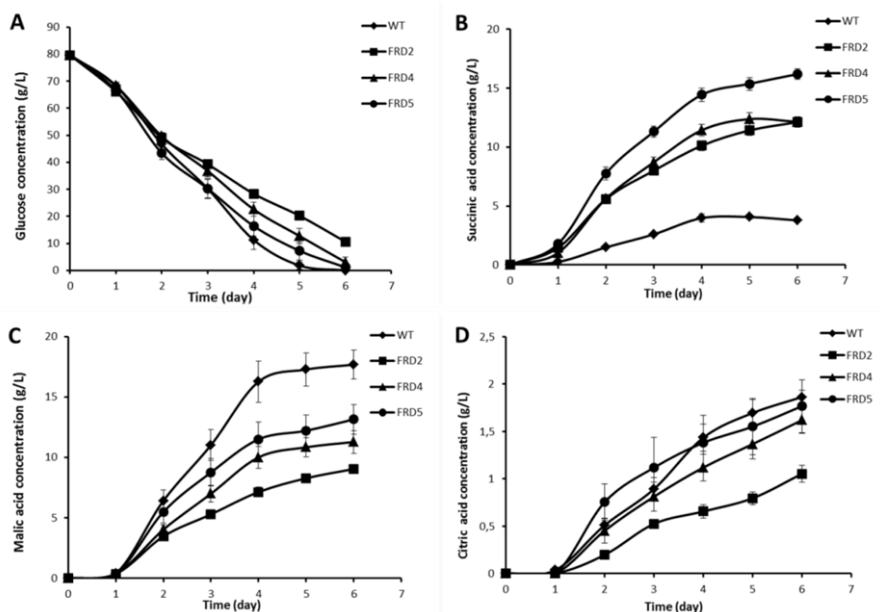 A
Glucose concentration (g/L)
90
80
70
60
50
40
30
20
10
0
0 1 2 3 4 5 6 7
Time (day)
WT
FRD2
FRD4
FRD5
B
Succinic acid concentration (g/L)
20
15
10
5
0
0 1 2 3 4 5 6 7
Time (day)
WT
FRD2
FRD4
FRD5
C
Malic acid concentration (g/L)
20
15
10
5
0
0 1 2 3 4 5 6 7
Time (day)
WT
FRD2
FRD4
FRD5
D
Citric acid concentration (g/L)
2,5
2
1,5
1
0,5
0
0 1 2 3 4 5 6 7
Time (day)
WT
FRD2
FRD4
FRD5